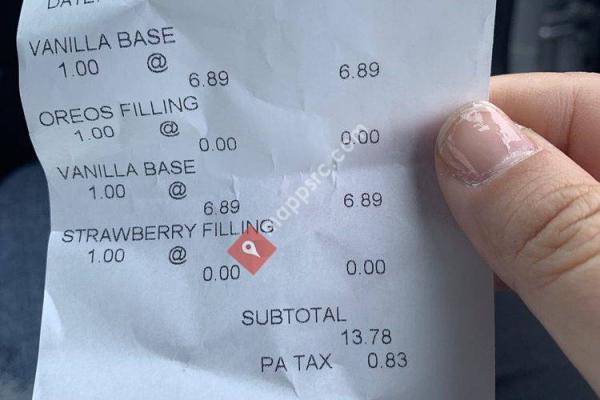 DATE:
VANILLA BASE
1.00 @ 6.89 6.89
OREOS FILLING
1.00 @ 0.00 0.00
VANILLA BASE
1.00 @ 6.89 6.89
STRAWBERRY FILLING
1.00 @ 0.00 0.00
SUBTOTAL
13.78
PA TAX 0.83